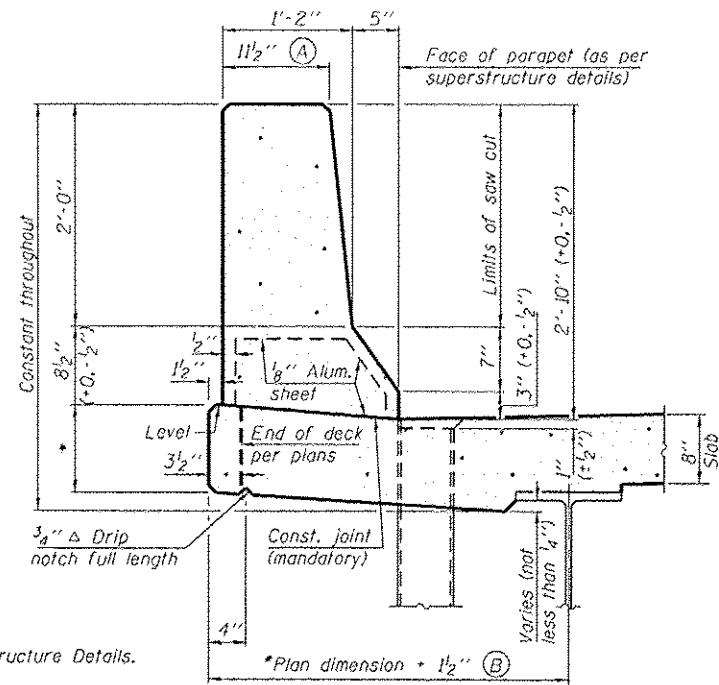 1'-2"
5"
11½" Ⓐ
Face of parapet (as per
superstructure details)
Constant throughout
2'-0"
8½"
(+0,-½")
*
Limits of saw cut
2'-10" (+0,-½")
7"
3" (+0,-½")
½"
1½"
⅛" Alum.
sheet
Level
End of deck
per plans
3½"
1"
(±½")
8"
Slab
¾" Δ Drip
notch full length
Const. joint
(mandatory)
Varies (not
less than ¼")
4"
ructure Details.
*Plan dimension + 1½" Ⓑ